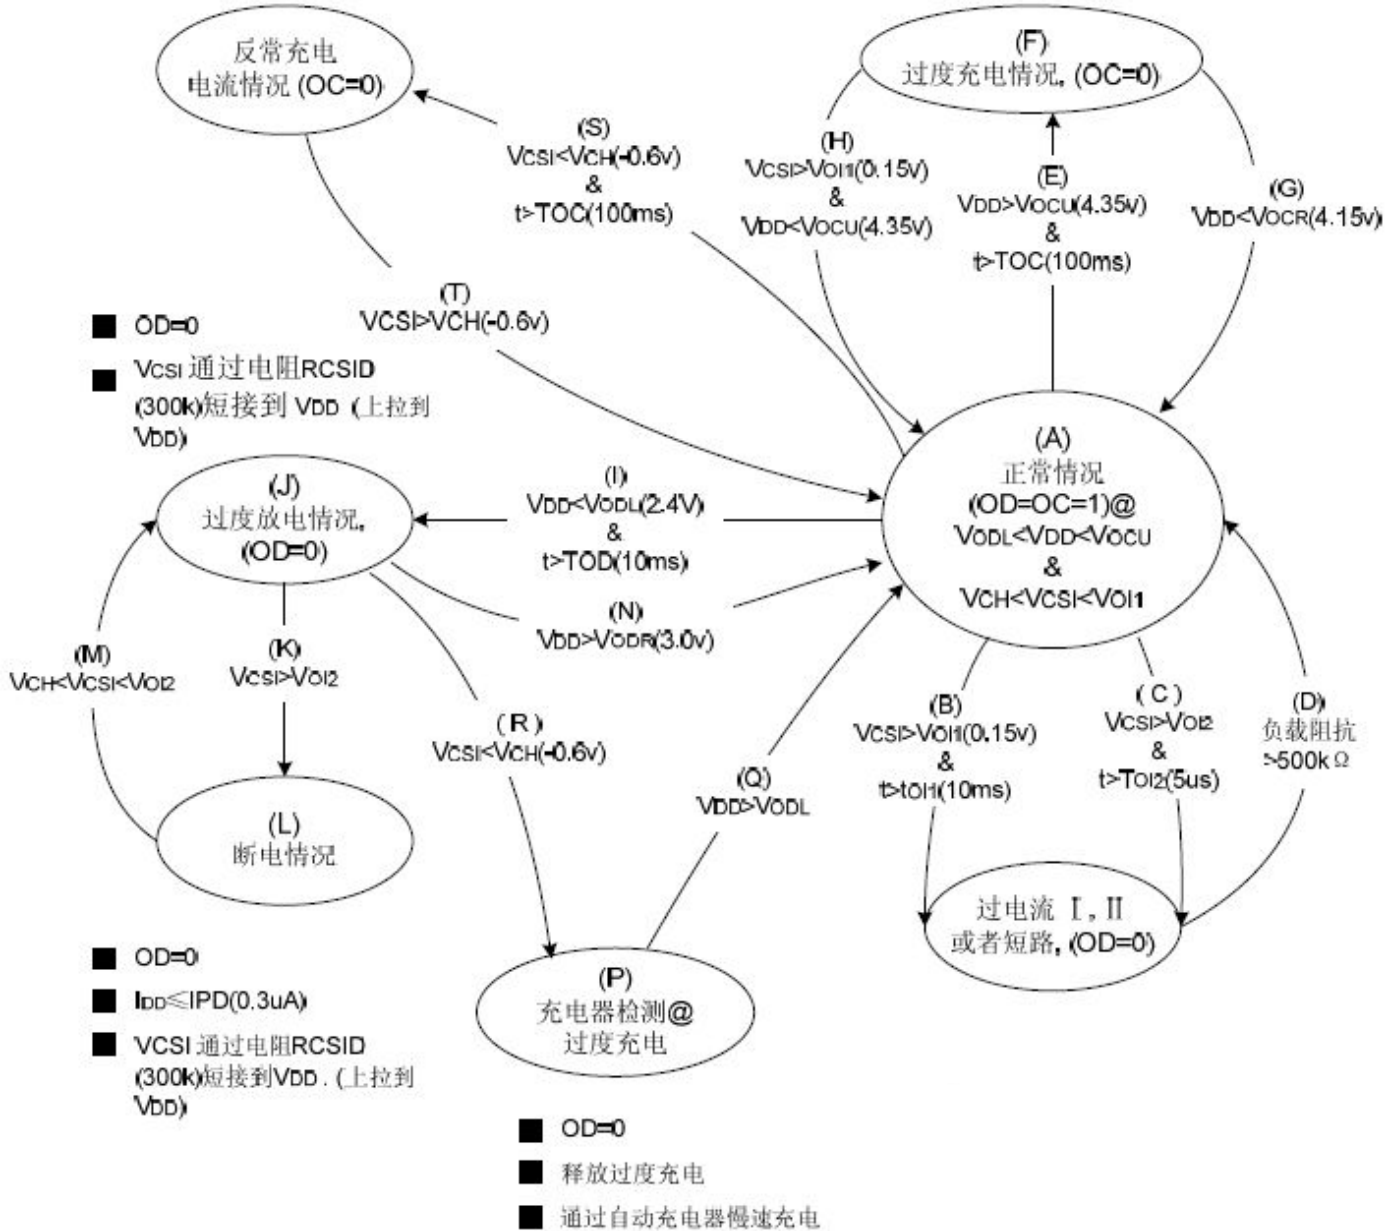 反常充电
电流情况 (OC=0)
(F)
过度充电情况, (OC=0)
(S)
VCSI<VCH(-0.6v)
&
t>TOC(100ms)
(H)
VCSI>VOI1(0.15v)
&
VDD<VOCU(4.35v)
(E)
VDD>VOCU(4.35v)
&
t>TOC(100ms)
(G)
VDD<VOCR(4.15v)
(T)
VCSI>VCH(-0.6v)
OD=0
VCSI 通过电阻RCSID
(300k)短接到 VDD (上拉到
VDD)
(A)
正常情况
(OD=OC=1)@
VODL<VDD<VOCU
&
VCH<VCSI<VOI1
(J)
过度放电情况,
(OD=0)
(I)
VDD<VODL(2.4V)
&
t>TOD(10ms)
(N)
VDD>VODR(3.0v)
(M)
VCH<VCSI<VOI2
(K)
VCSI>VOI2
(R)
VCSI<VCH(-0.6v)
(Q)
VDD>VODL
(B)
VCSI>VOI1(0.15v)
&
t>tOI1(10ms)
(C)
VCSI>VOI2
&
t>TOI2(5us)
(D)
负载阻抗
>500kΩ
(L)
断电情况
过电流 Ⅰ, Ⅱ
或者短路, (OD=0)
(P)
充电器检测@
过度充电
OD=0
IDD≤IPD(0.3uA)
VCSI 通过电阻RCSID
(300k)短接到VDD . (上拉到
VDD)
OD=0
释放过度充电
通过自动充电器慢速充电